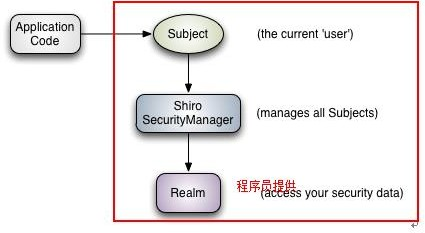 Application
Code
Subject
(the current 'user')
Shiro
SecurityManager
(manages all Subjects)
Realm
程序员提供
(access your security data)